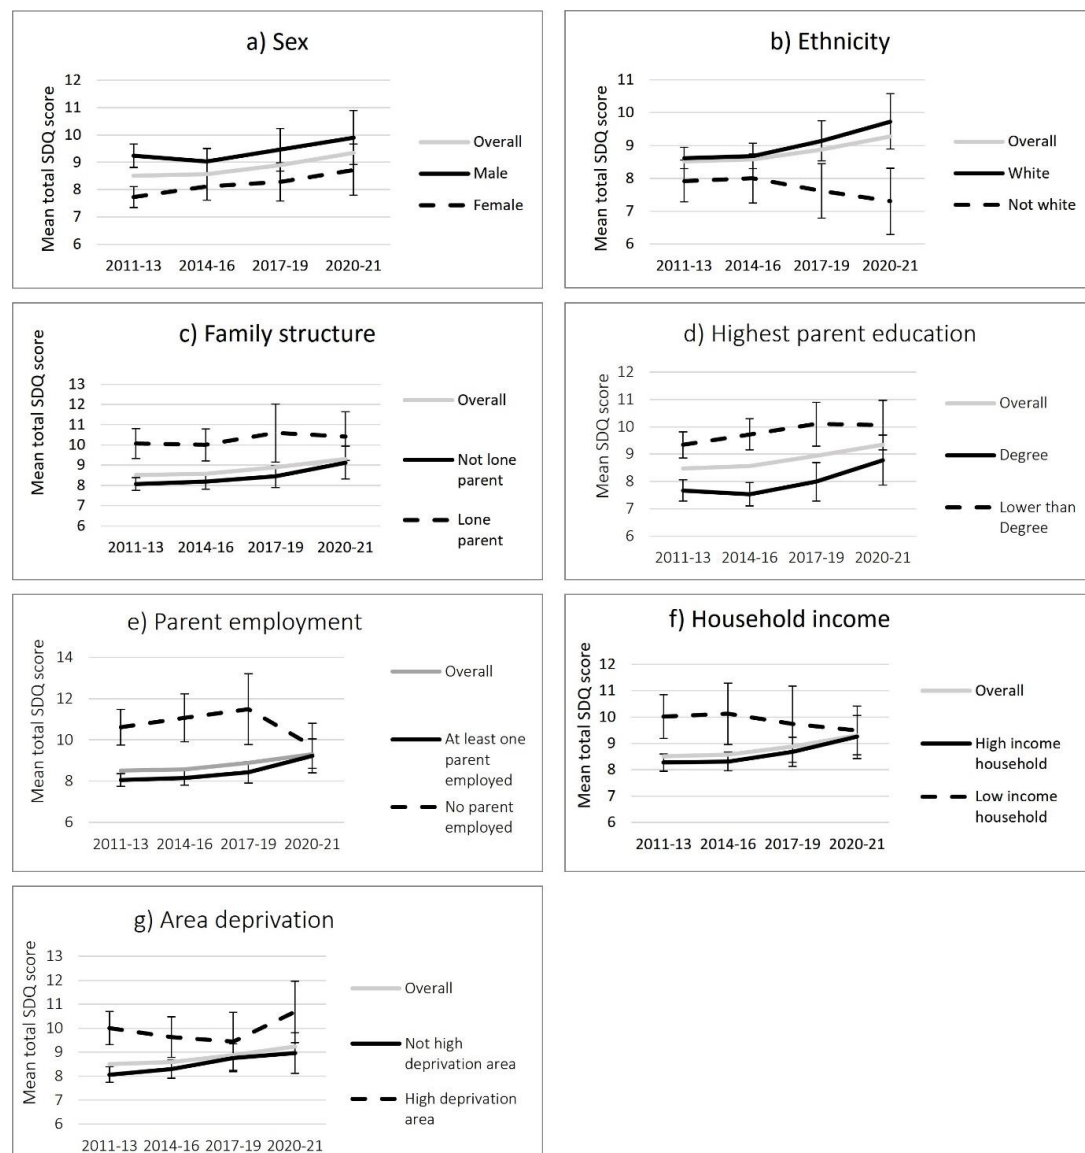 a) Sex
Mean total SDQ score
12
11
10
9
8
7
6
2011-13 2014-16 2017-19 2020-21
Overall
Male
Female
b) Ethnicity
Mean total SDQ score
11
10
9
8
7
6
2011-13 2014-16 2017-19 2020-21
Overall
White
Not white
c) Family structure
Mean total SDQ score
13
12
11
10
9
8
7
6
2011-13 2014-16 2017-19 2020-21
Overall
Not lone
parent
Lone
parent
d) Highest parent education
Mean SDQ score
12
11
10
9
8
7
6
2011-13 2014-16 2017-19 2020-21
Overall
Degree
Lower than
Degree
e) Parent employment
Mean total SDQ score
14
12
10
8
6
2011-13 2014-16 2017-19 2020-21
Overall
At least one
parent
employed
No parent
employed
f) Household income
Mean total SDQ score
12
11
10
9
8
7
6
2011-13 2014-16 2017-19 2020-21
Overall
High income
household
Low income
household
g) Area deprivation
Mean total SDQ score
13
12
11
10
9
8
7
6
2011-13 2014-16 2017-19 2020-21
Overall
Not high
deprivation area
High deprivation
area